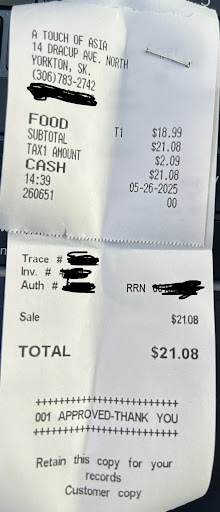 A TOUCH OF ASIA
14 DRACUP AVE. NORTH
YORKTON, SK.
(306)783-2742
FOOD T1 $18.99
SUBTOTAL $21.08
TAX1 AMOUNT $2.09
CASH $21.08
14:39 05-26-2025
260651 00
Trace #
Inv. #
Auth # RRN
Sale $21.08
TOTAL $21.08
++++++++++++++++++++++
001 APPROVED-THANK YOU
++++++++++++++++++++++
Retain this copy for your
records
Customer copy